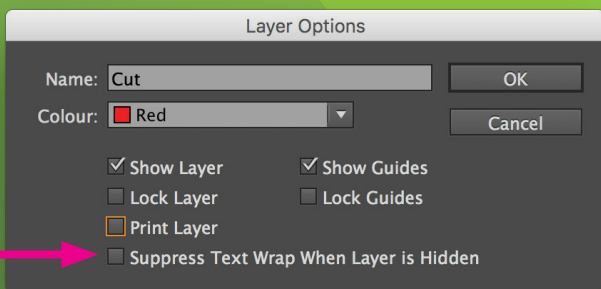 Layer Options
Name: Cut OK
Colour: Red Cancel
Show Layer Show Guides
Lock Layer Lock Guides
Print Layer
Suppress Text Wrap When Layer is Hidden